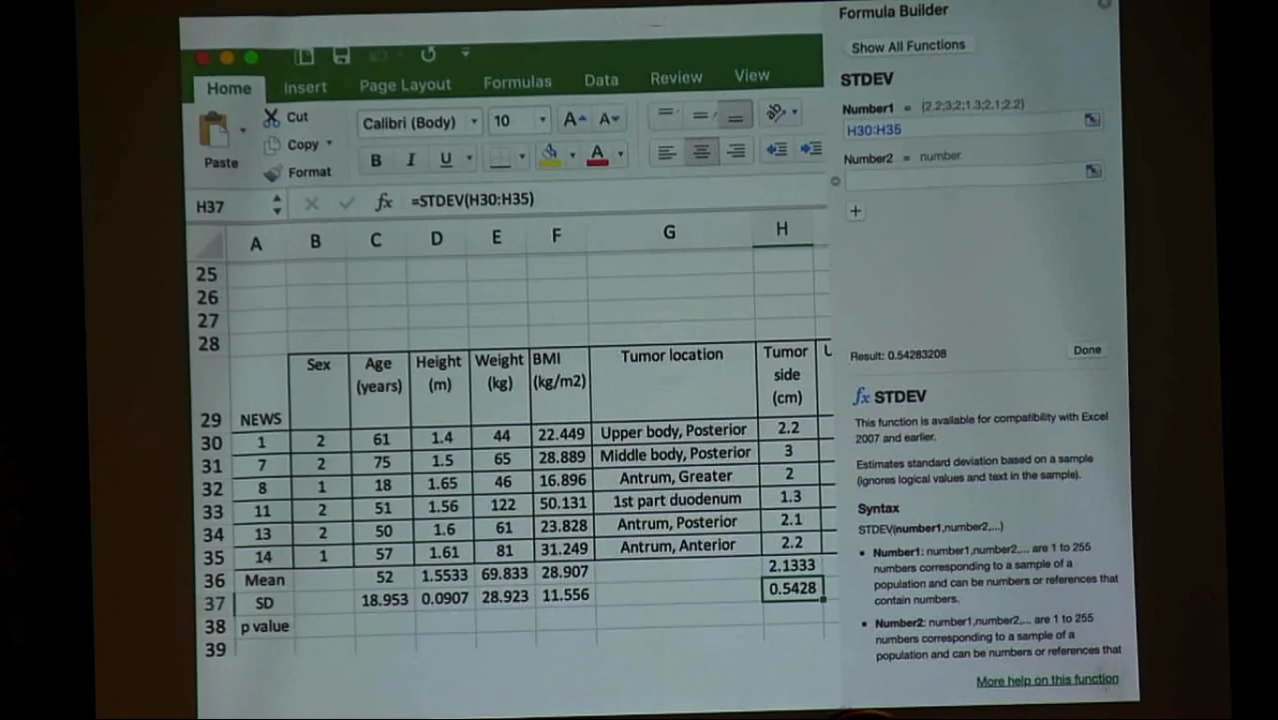 Formula Builder
Show All Functions
STDEV
Number1 = {2.2;3;2;1.3;2.1;2.2}
H30:H35
Number2 = number
+
Home Insert Page Layout Formulas Data Review View
Paste
Cut
Copy
Format
Calibri (Body) 10 A A
B I U A
H37 fx =STDEV(H30:H35)
A B C D E F G H
25
26
27
28
29 NEWS Sex Age (years) Height (m) Weight (kg) BMI (kg/m2) Tumor location Tumor side (cm)
30 1 2 61 1.4 44 22.449 Upper body, Posterior 2.2
31 7 2 75 1.5 65 28.889 Middle body, Posterior 3
32 8 1 18 1.65 46 16.896 Antrum, Greater 2
33 11 2 51 1.56 122 50.131 1st part duodenum 1.3
34 13 2 50 1.6 61 23.828 Antrum, Posterior 2.1
35 14 1 57 1.61 81 31.249 Antrum, Anterior 2.2
36 Mean 52 1.5533 69.833 28.907 2.1333
37 SD 18.953 0.0907 28.923 11.556 0.5428
38 p value
39
Result: 0.54283208
Done
fx STDEV
This function is available for compatibility with Excel
2007 and earlier.
Estimates standard deviation based on a sample
(ignores logical values and text in the sample).
Syntax
STDEV(number1,number2,...)
• Number1: number1,number2,... are 1 to 255
numbers corresponding to a sample of a
population and can be numbers or references that
contain numbers.
• Number2: number1,number2,... are 1 to 255
numbers corresponding to a sample of a
population and can be numbers or references that
More help on this function